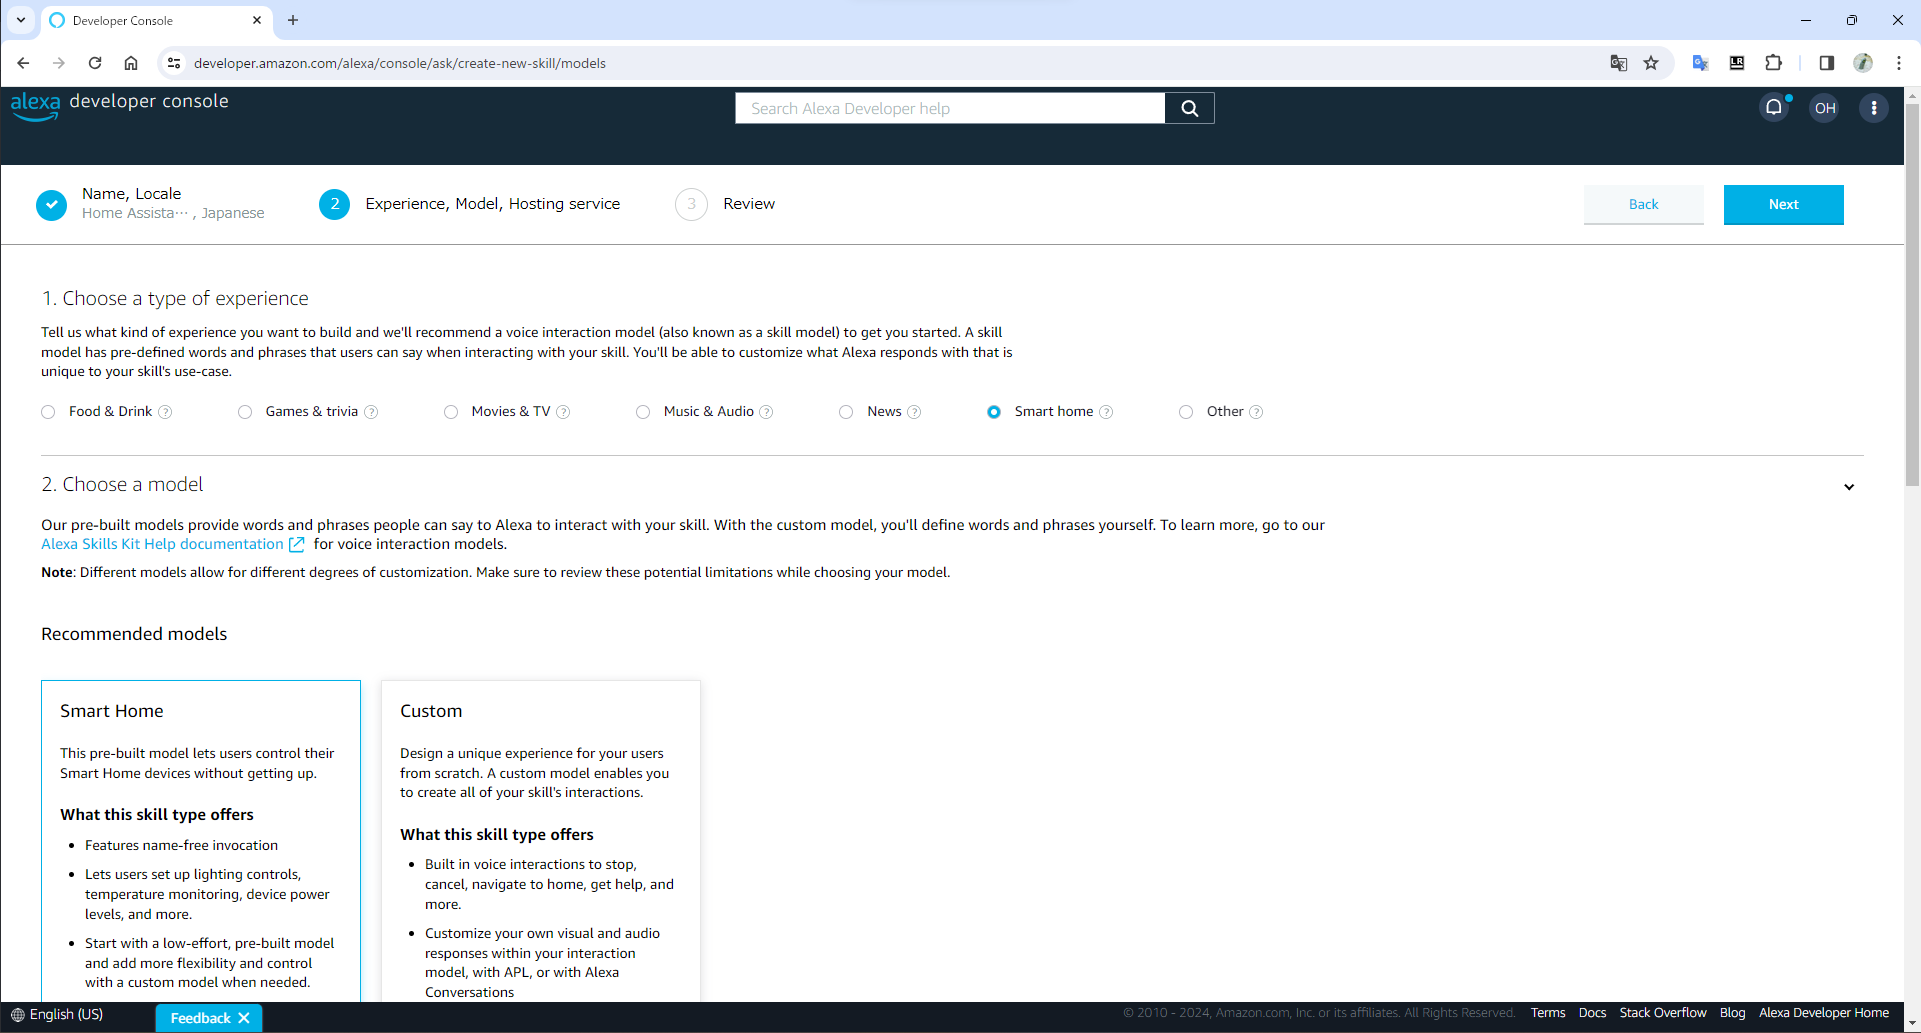 Developer Console
developer.amazon.com/alexa/console/ask/create-new-skill/models
alexa developer console
Search Alexa Developer help
OH
Name, Locale
Home Assista··· , Japanese
2 Experience, Model, Hosting service
3 Review
Back
Next
1. Choose a type of experience
Tell us what kind of experience you want to build and we'll recommend a voice interaction model (also known as a skill model) to get you started. A skill
model has pre-defined words and phrases that users can say when interacting with your skill. You'll be able to customize what Alexa responds with that is
unique to your skill's use-case.
Food & Drink ? Games & trivia ? Movies & TV ? Music & Audio ? News ? Smart home ? Other ?
2. Choose a model
Our pre-built models provide words and phrases people can say to Alexa to interact with your skill. With the custom model, you'll define words and phrases yourself. To learn more, go to our
Alexa Skills Kit Help documentation for voice interaction models.
Note: Different models allow for different degrees of customization. Make sure to review these potential limitations while choosing your model.
Recommended models
Smart Home
This pre-built model lets users control their
Smart Home devices without getting up.
What this skill type offers
• Features name-free invocation
• Lets users set up lighting controls,
temperature monitoring, device power
levels, and more.
• Start with a low-effort, pre-built model
and add more flexibility and control
with a custom model when needed.
Custom
Design a unique experience for your users
from scratch. A custom model enables you
to create all of your skill's interactions.
What this skill type offers
• Built in voice interactions to stop,
cancel, navigate to home, get help, and
more.
• Customize your own visual and audio
responses within your interaction
model, with APL, or with Alexa
Conversations
English (US)
Feedback
© 2010 - 2024, Amazon.com, Inc. or its affiliates. All Rights Reserved. Terms Docs Stack Overflow Blog Alexa Developer Home